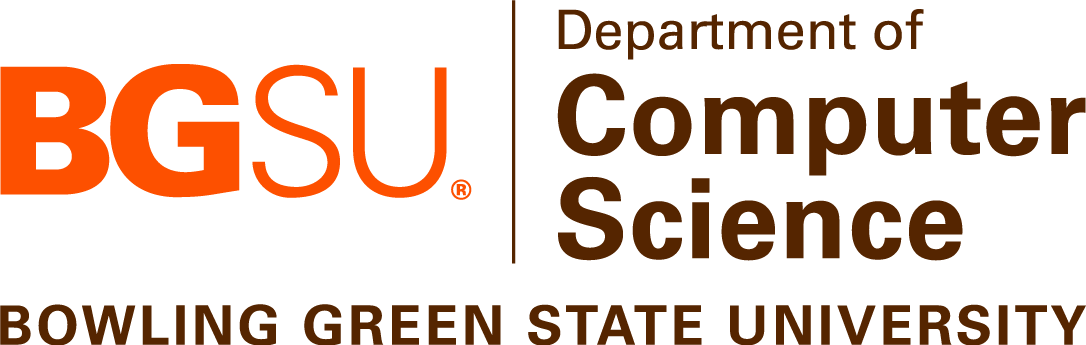 BGSU®
Department of
Computer
Science
BOWLING GREEN STATE UNIVERSITY